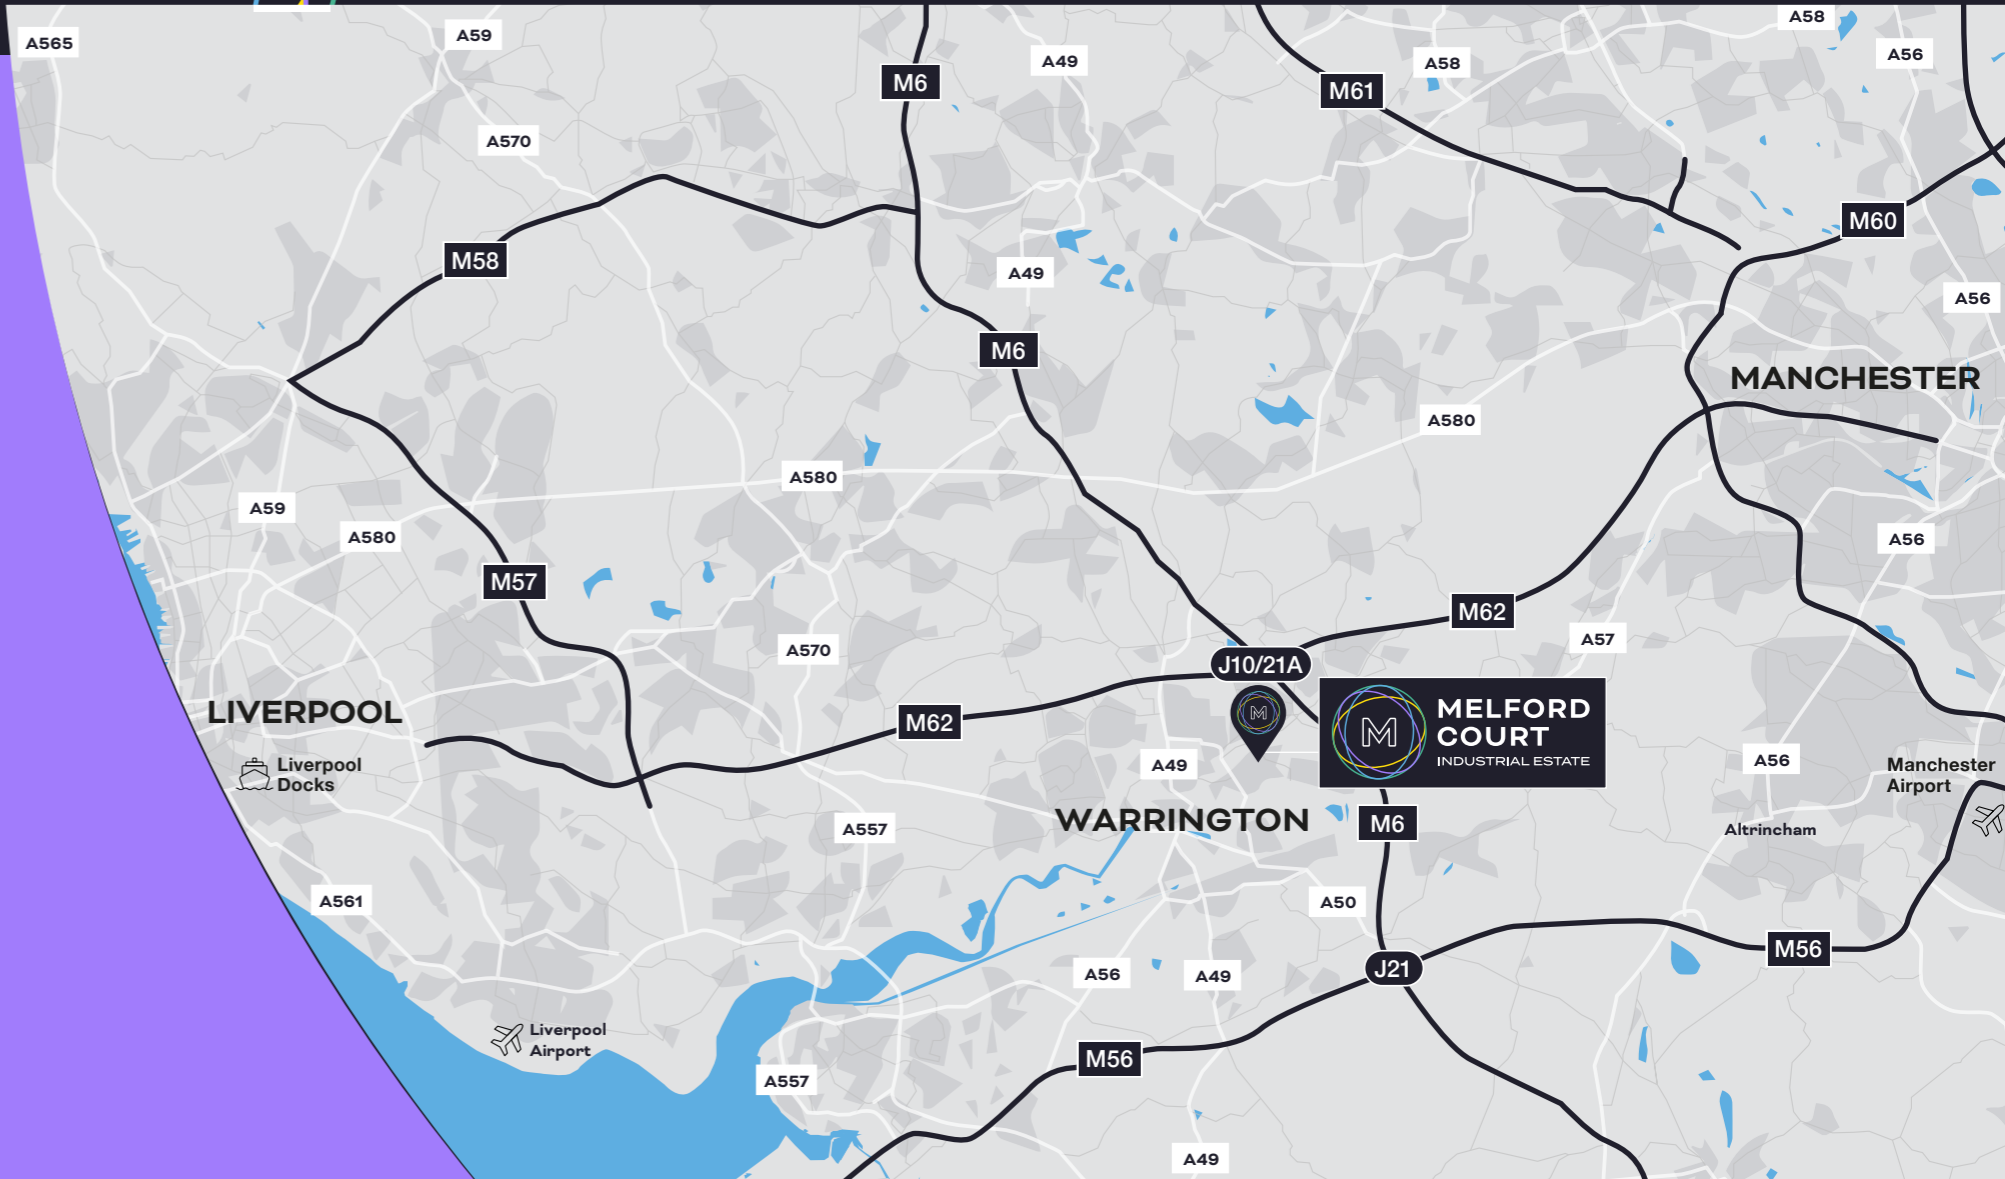 A565
A59
M6
A49
M61
A58
A58
A56
A570
M58
A49
M60
A56
M6
MANCHESTER
A580
A580
A59
A580
A56
M57
M62
A57
A570
J10/21A
LIVERPOOL
M62
M
M
MELFORD
COURT
INDUSTRIAL ESTATE
Liverpool
Docks
A49
A56
Manchester
Airport
WARRINGTON
M6
A557
Altrincham
A561
A50
M56
J21
A56
A49
Liverpool
Airport
M56
A557
A49